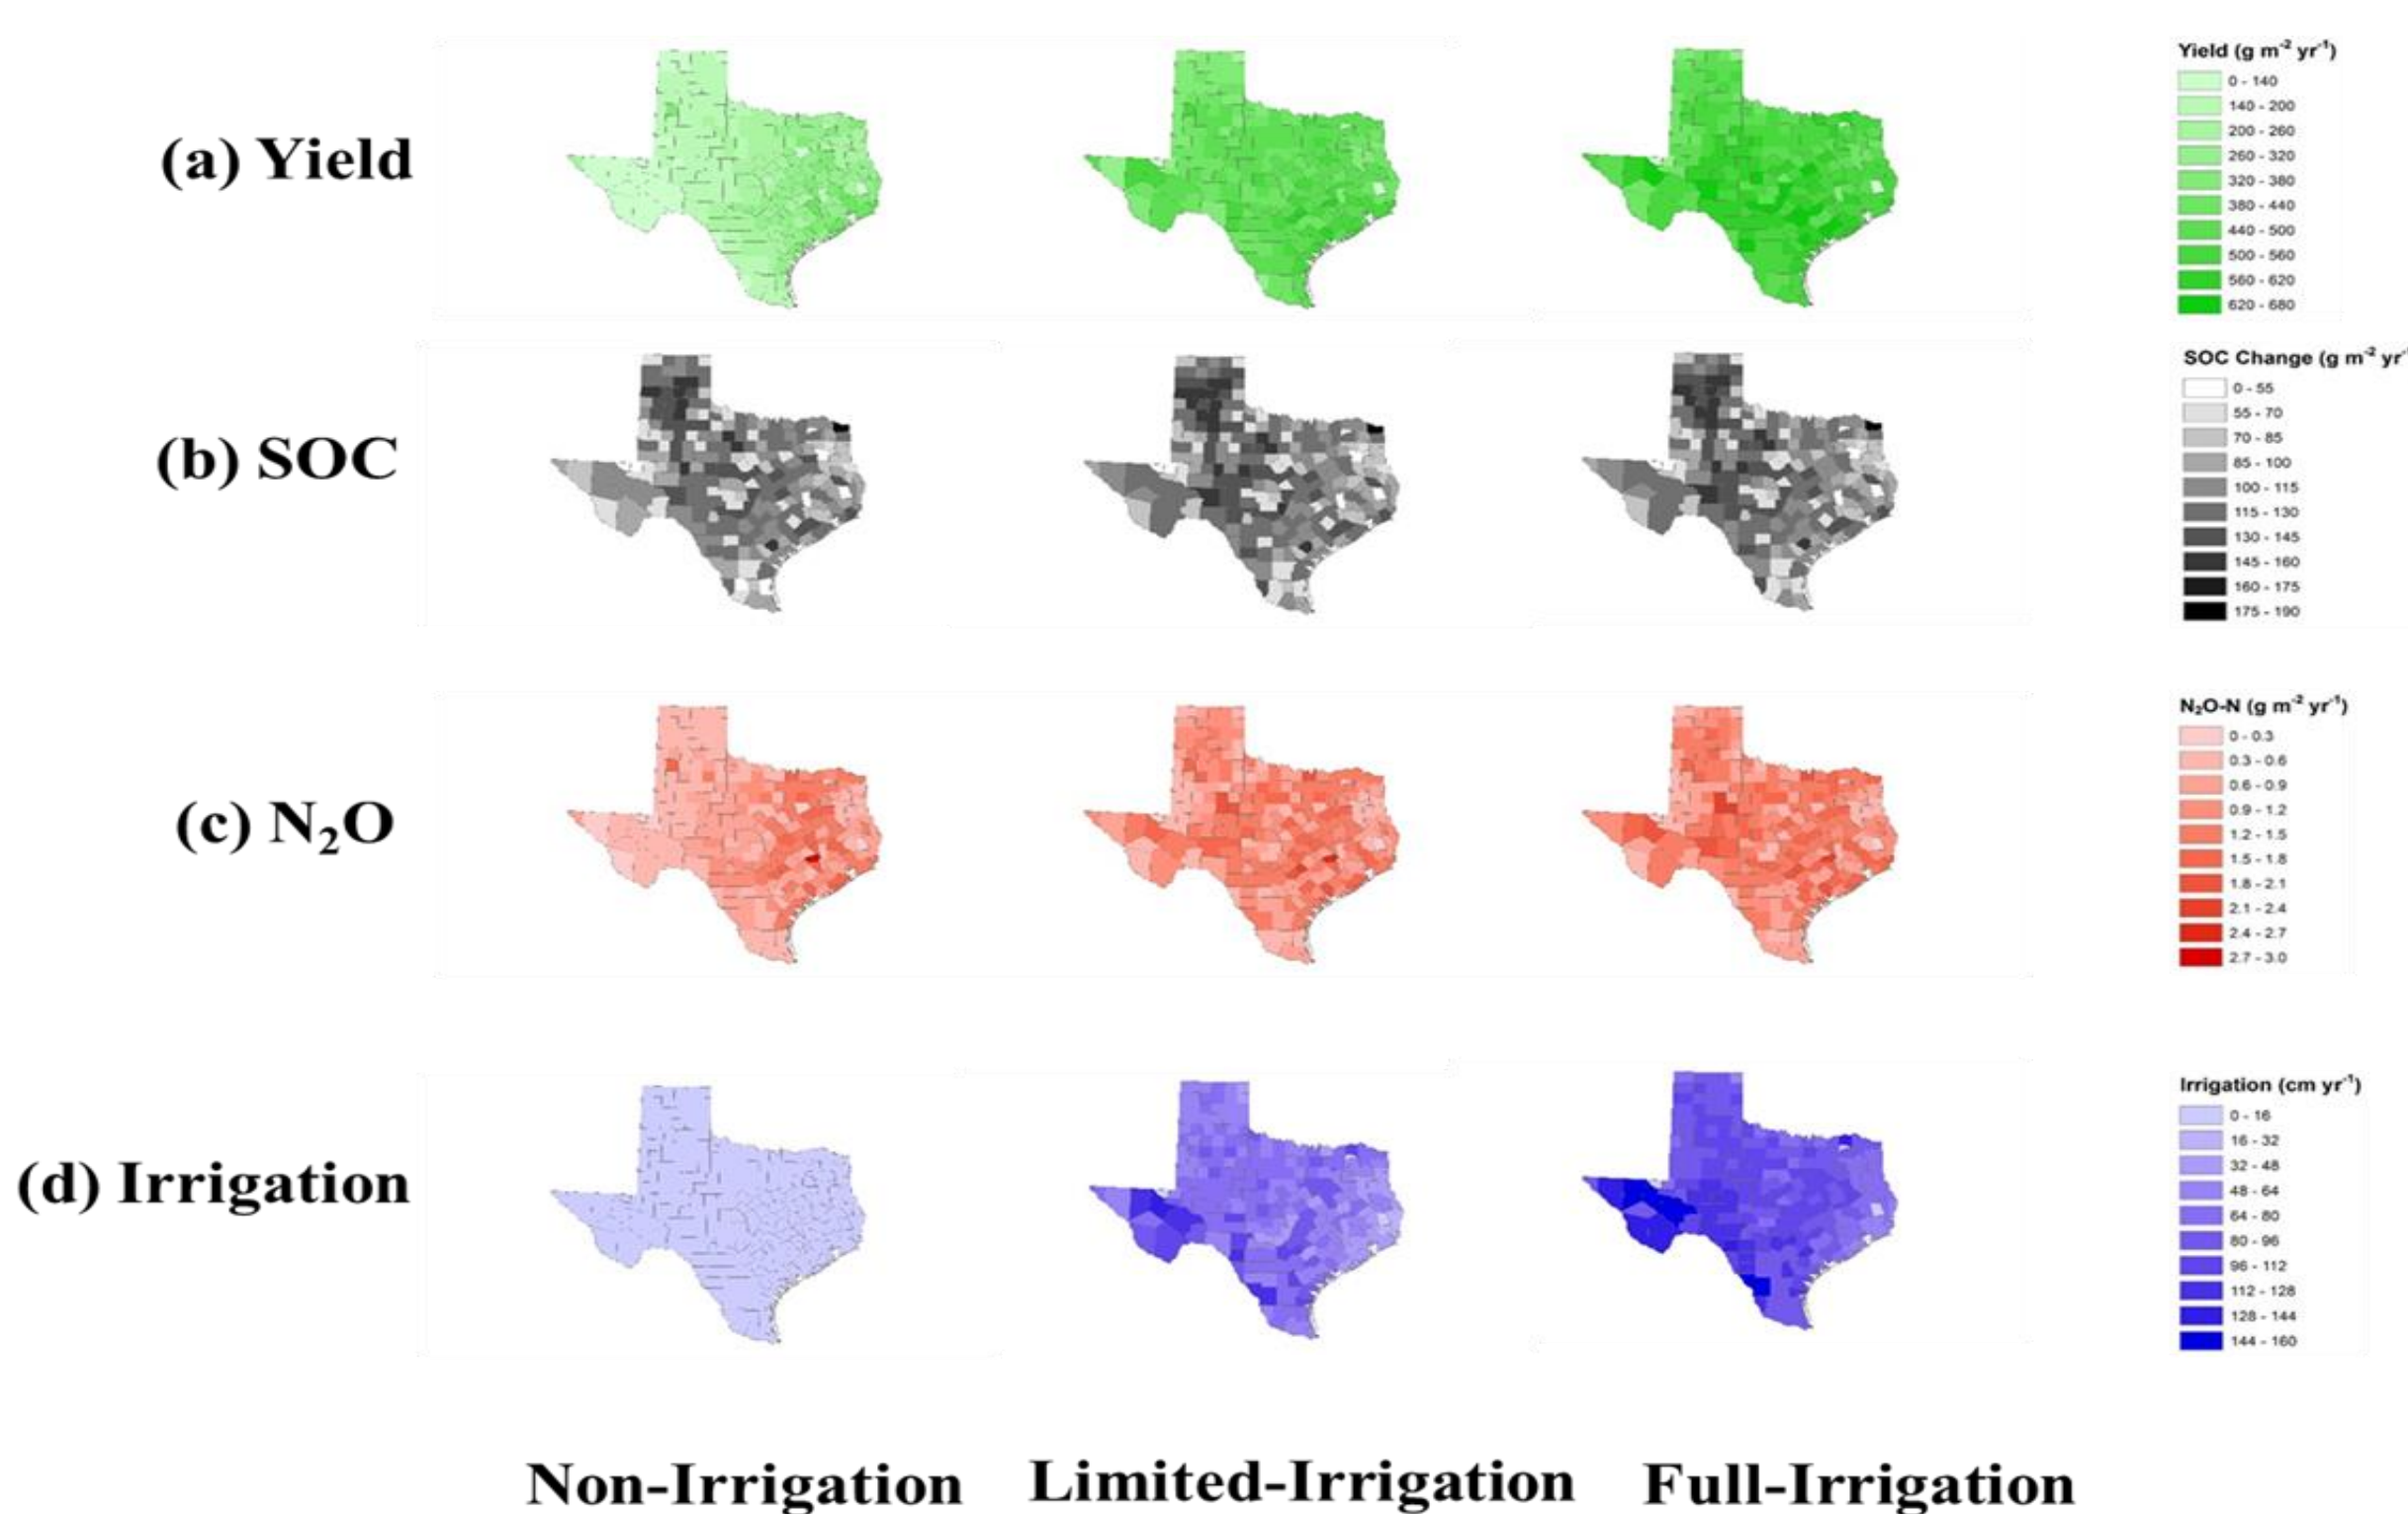 (a) Yield
Yield (g m⁻² yr⁻¹)
0 - 140
140 - 200
200 - 260
260 - 320
320 - 380
380 - 440
440 - 500
500 - 560
560 - 620
620 - 680
(b) SOC
SOC Change (g m⁻² yr⁻
0 - 55
55 - 70
70 - 85
85 - 100
100 - 115
115 - 130
130 - 145
145 - 160
160 - 175
175 - 190
(c) N₂O
N₂O-N (g m⁻² yr⁻¹)
0 - 0.3
0.3 - 0.6
0.6 - 0.9
0.9 - 1.2
1.2 - 1.5
1.5 - 1.8
1.8 - 2.1
2.1 - 2.4
2.4 - 2.7
2.7 - 3.0
(d) Irrigation
Irrigation (cm yr⁻¹)
0 - 16
16 - 32
32 - 48
48 - 64
64 - 80
80 - 96
96 - 112
112 - 128
128 - 144
144 - 160
Non-Irrigation Limited-Irrigation Full-Irrigation